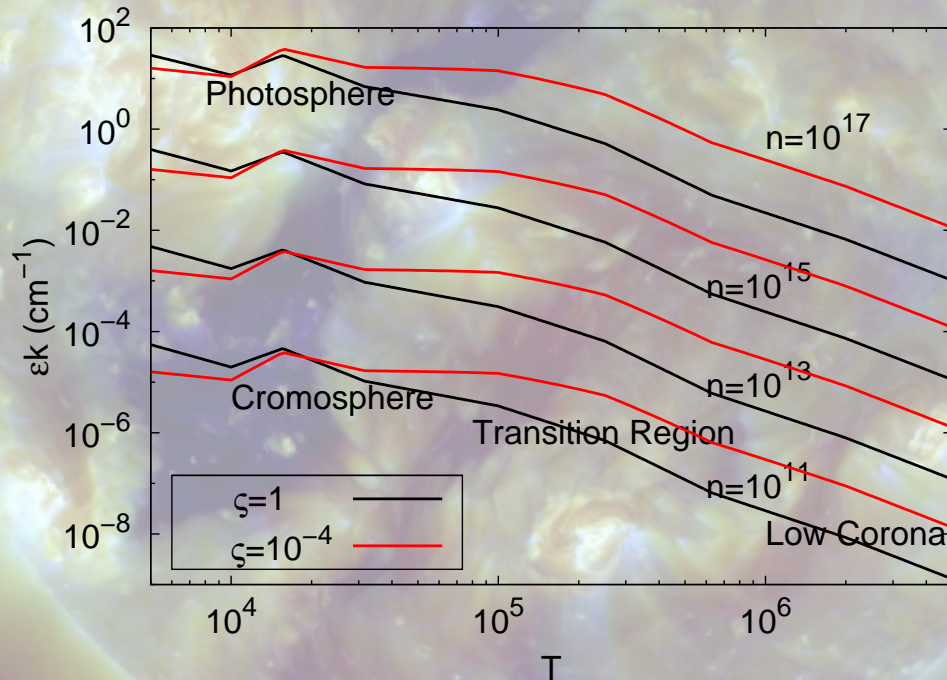 10^2
10^0
10^−2
10^−4
10^−6
10^−8
εk (cm^−1)
Photosphere
n=10^17
n=10^15
n=10^13
Cromosphere
Transition Region
n=10^11
Low Corona
ς=1
ς=10^−4
10^4
10^5
10^6
T